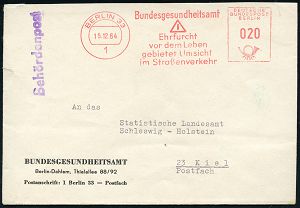 Behördenpost
BERLIN 33
15.12.64
1
Bundesgesundheitsamt
Ehrfurcht
vor dem Leben
gebietet Umsicht
im Straßenverkehr
DEUTSCHE
BUNDESPOST
BERLIN
020
An das
Statistische Landesamt
Schleswig - Holstein
23 Kiel
Postfach
BUNDESGESUNDHEITSAMT
Berlin-Dahlem, Thielallee 88/92
Postanschrift: 1 Berlin 33 — Postfach